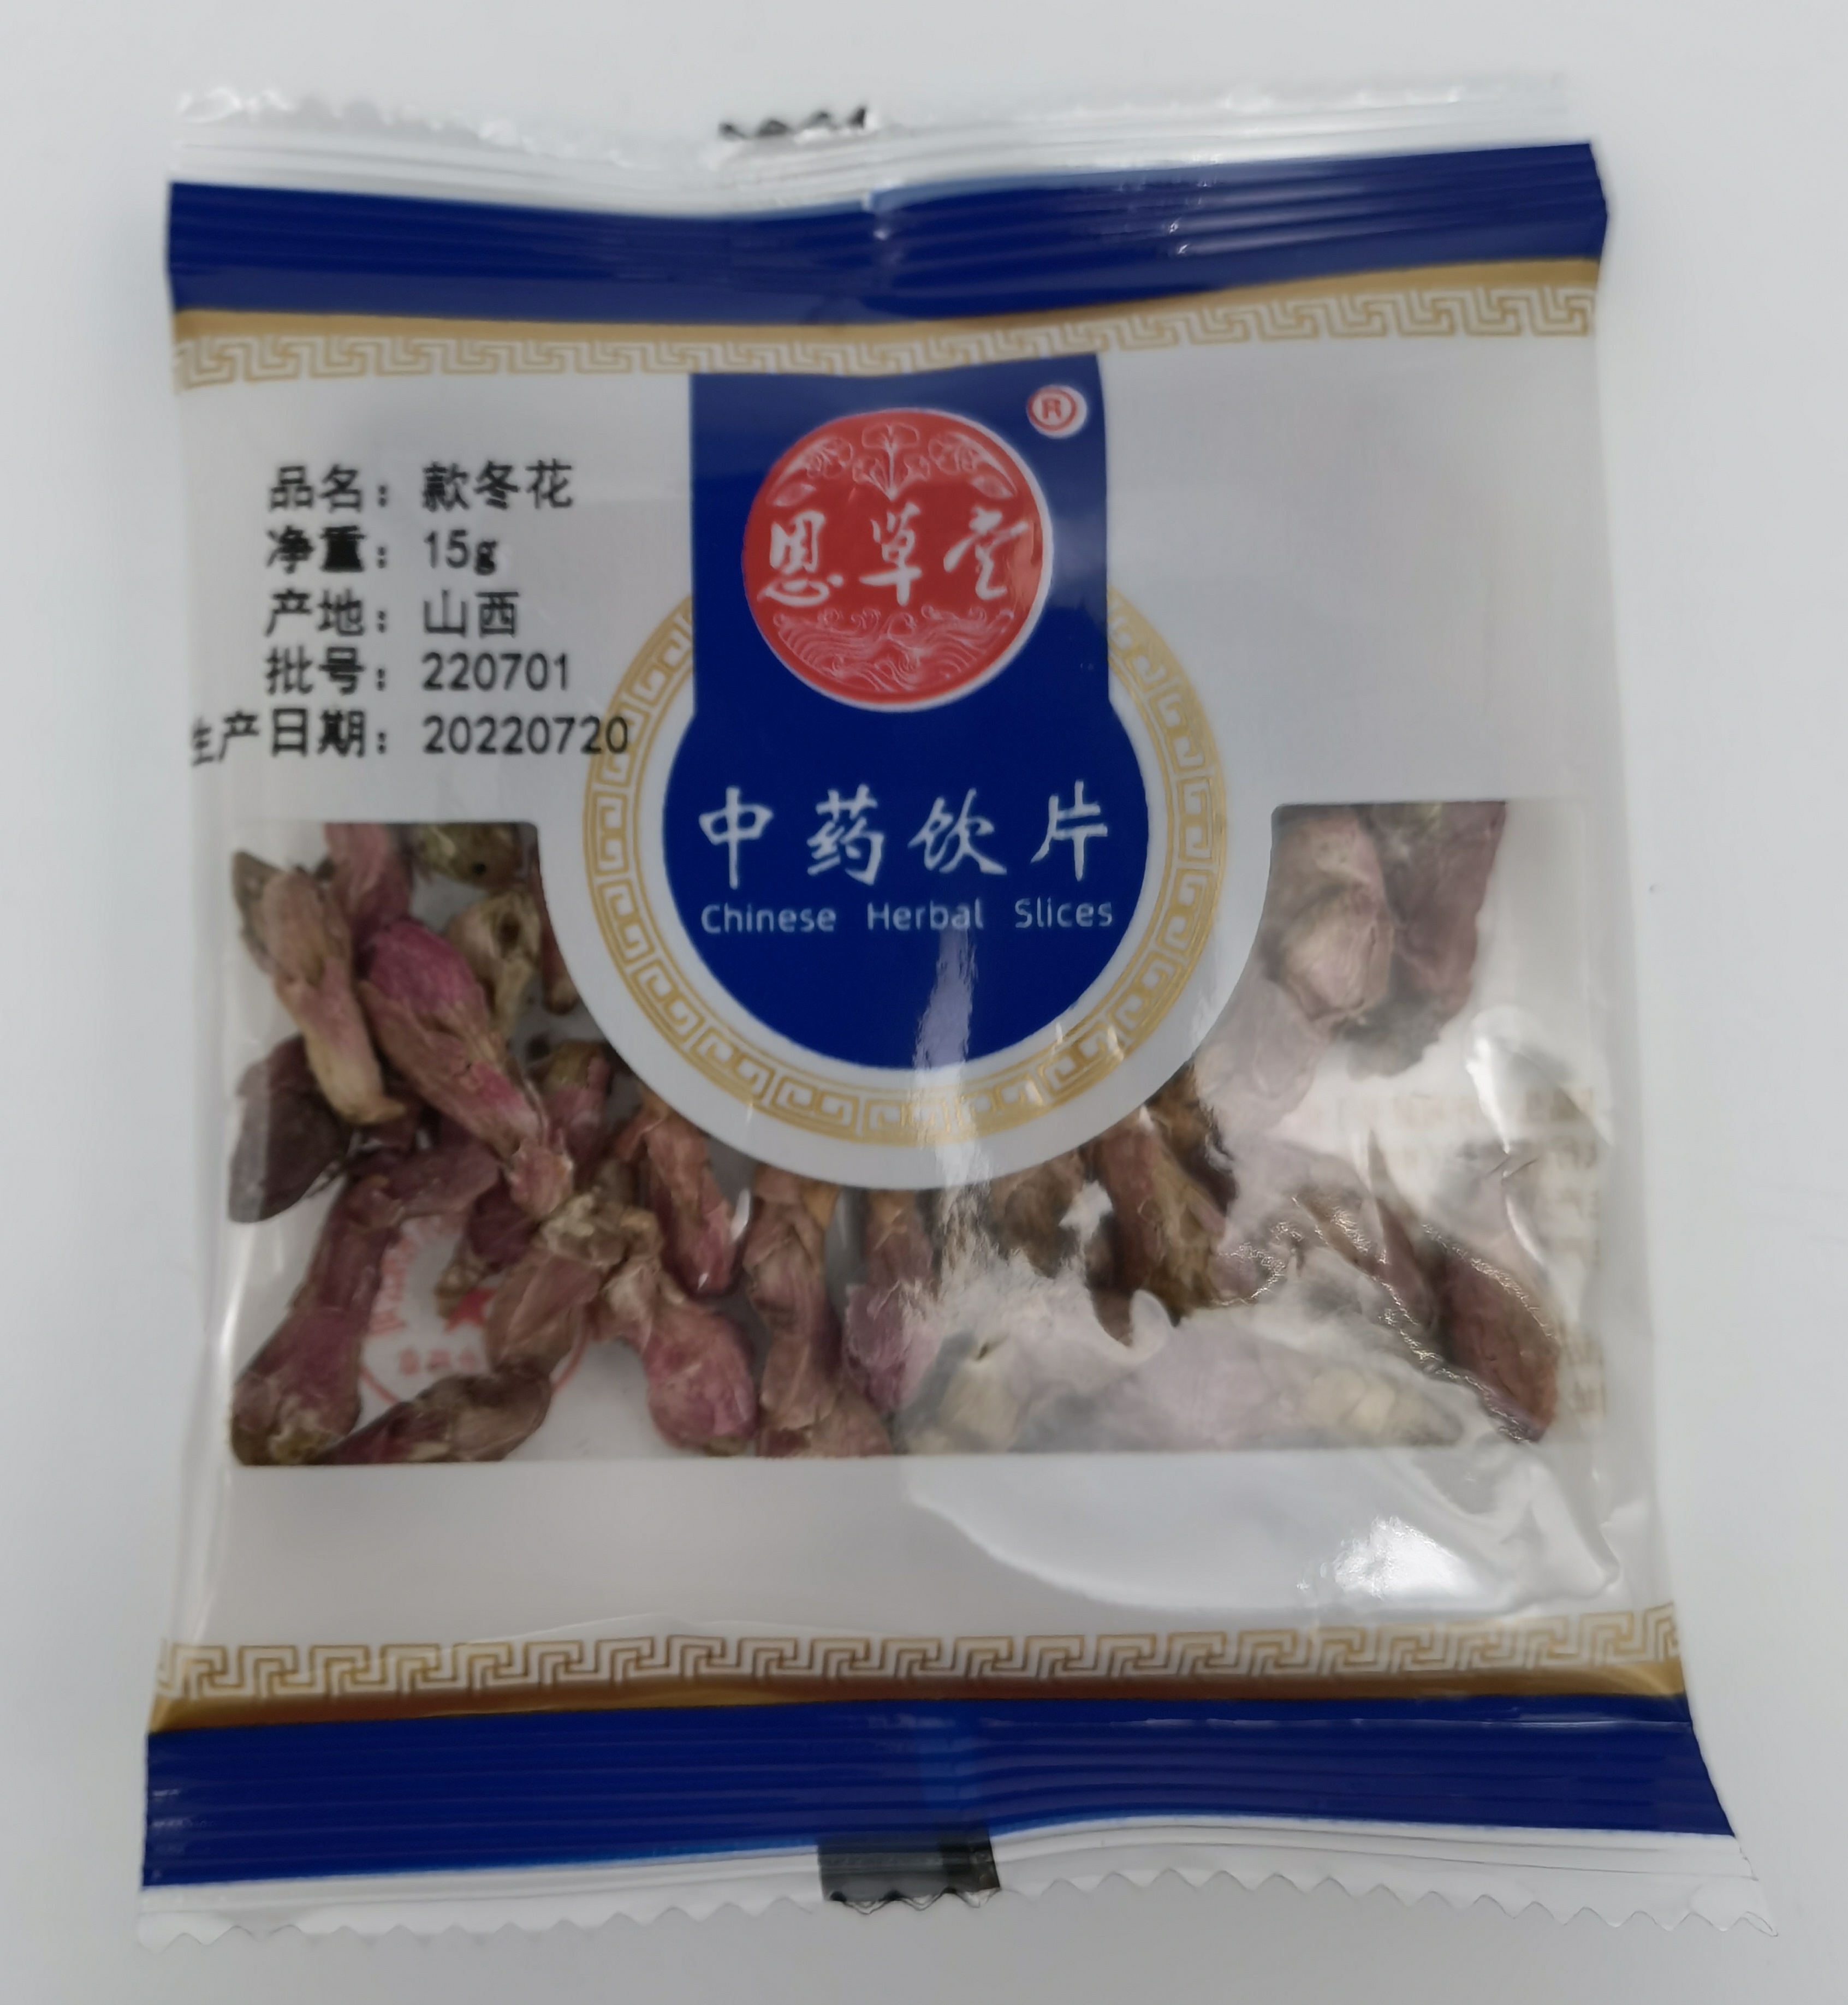 ®
恩草堂
品名：款冬花
净重：15g
产地：山西
批号：220701
生产日期：20220720
中药饮片
Chinese Herbal Slices